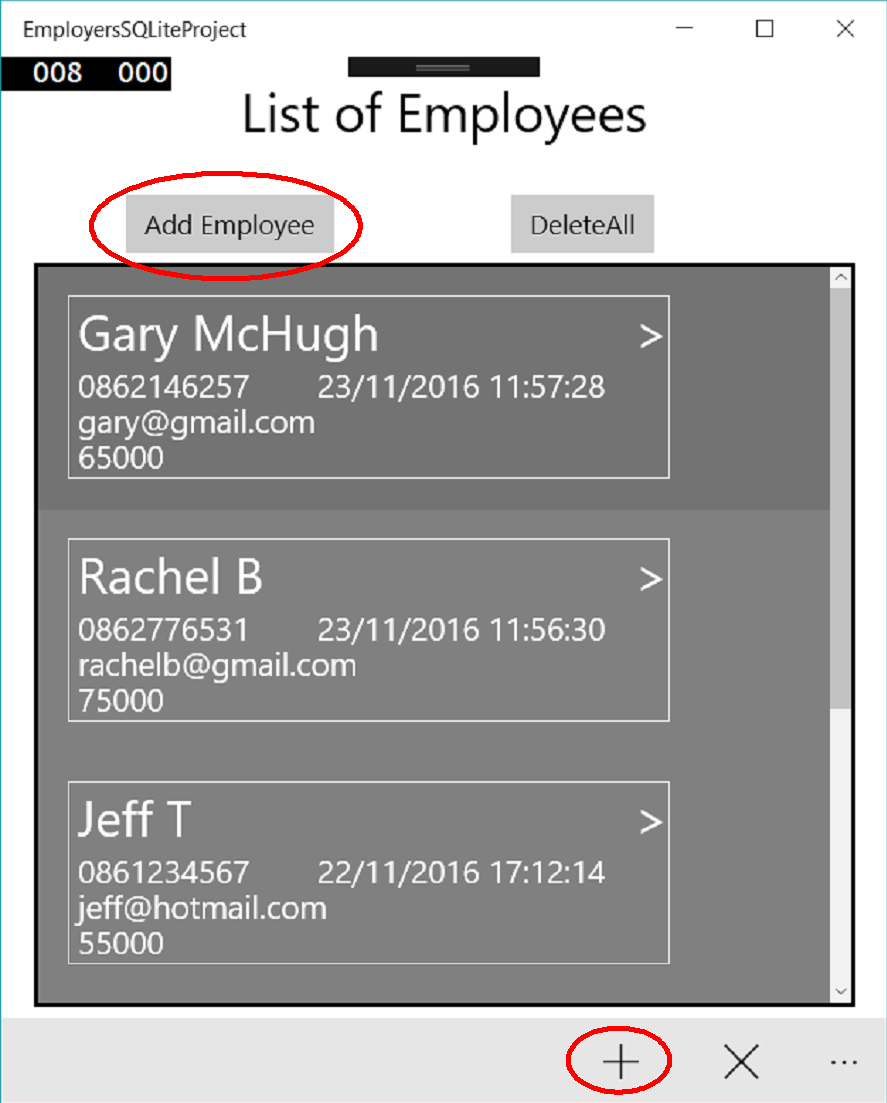 EmployersSQLiteProject
008 000
List of Employees
Add Employee DeleteAll
Gary McHugh >
0862146257 23/11/2016 11:57:28
gary@gmail.com
65000
Rachel B >
0862776531 23/11/2016 11:56:30
rachelb@gmail.com
75000
Jeff T >
0861234567 22/11/2016 17:12:14
jeff@hotmail.com
55000